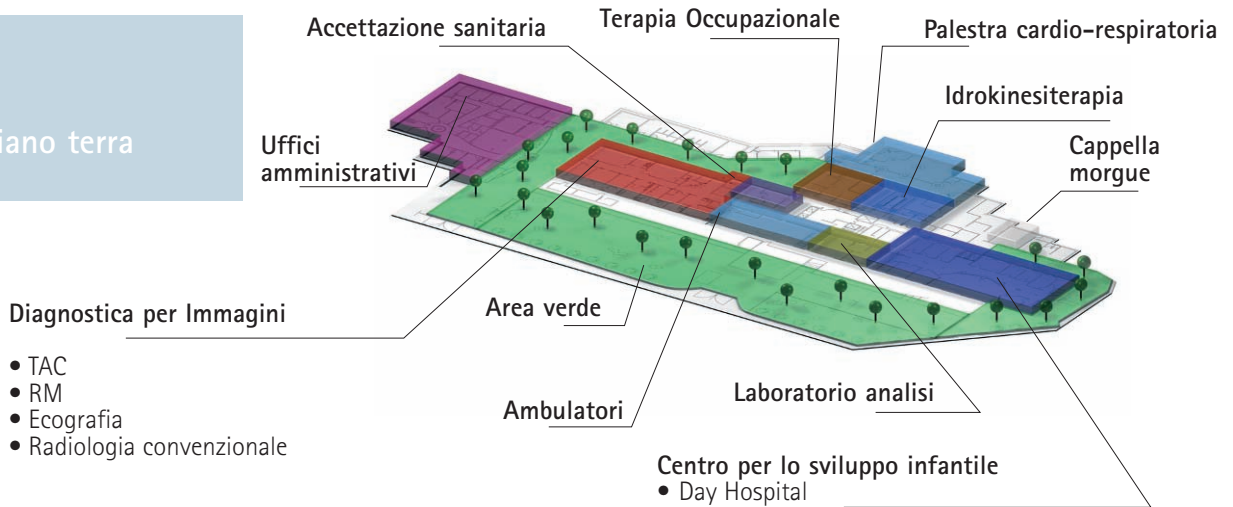 iano terra
Accettazione sanitaria
Terapia Occupazionale
Palestra cardio-respiratoria
Idrokinesiterapia
Uffici
amministrativi
Cappella
morgue
Diagnostica per Immagini
• TAC
• RM
• Ecografia
• Radiologia convenzionale
Area verde
Ambulatori
Laboratorio analisi
Centro per lo sviluppo infantile
• Day Hospital